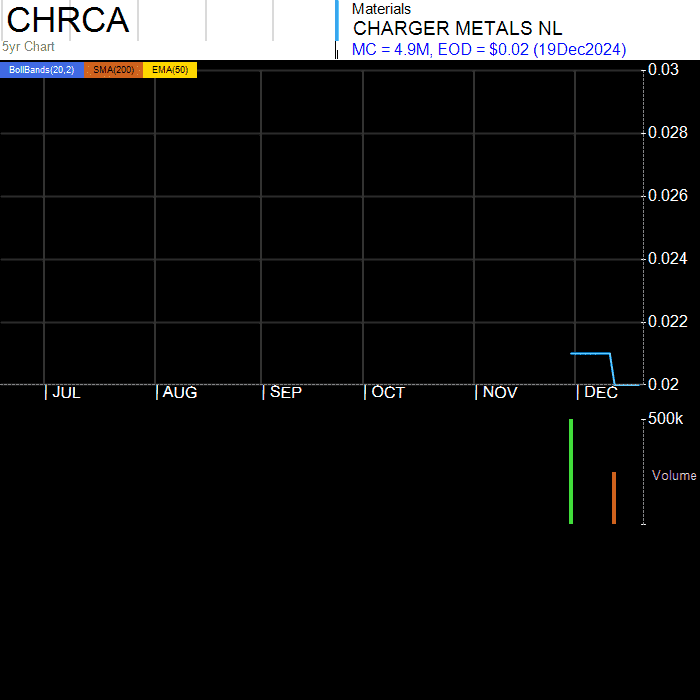 CHRCA
5yr Chart
Materials
CHARGER METALS NL
MC = 4.9M, EOD = $0.02 (19Dec2024)
BollBands(20,2) SMA(200) EMA(50)
0.03
0.028
0.026
0.024
0.022
0.02
| JUL | AUG | SEP | OCT | NOV | DEC
500k
Volume